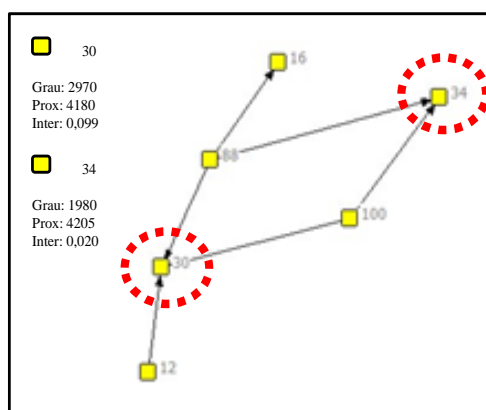 30
Grau: 2970
Prox: 4180
Inter: 0,099
34
Grau: 1980
Prox: 4205
Inter: 0,020
16
34
88
100
30
12